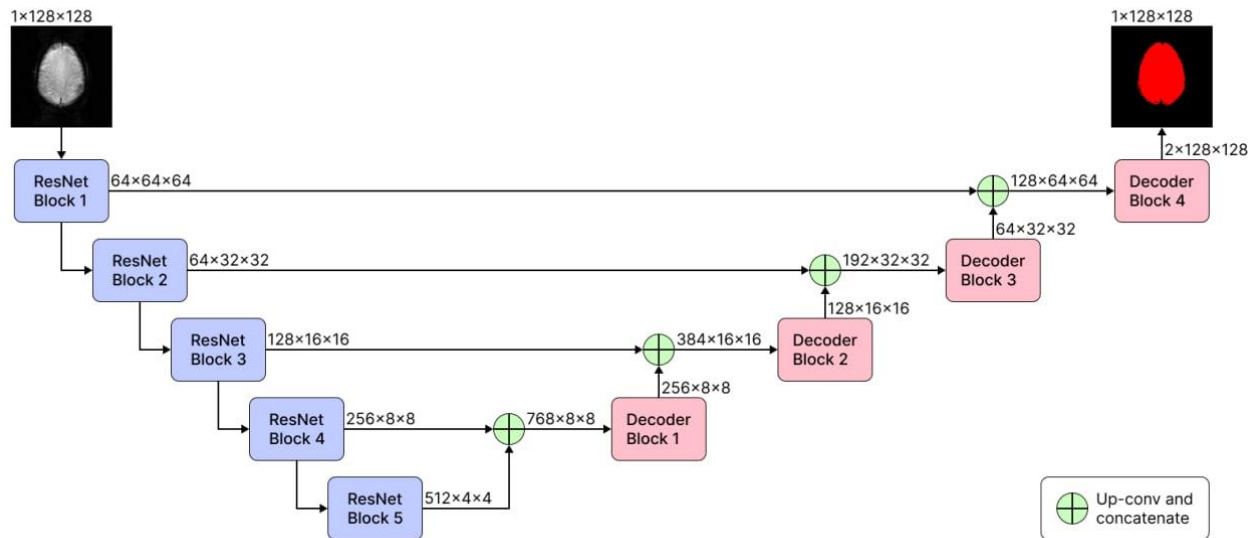 1×128×128
1×128×128
2×128×128
ResNet
Block 1
64×64×64
128×64×64
Decoder
Block 4
64×32×32
ResNet
Block 2
64×32×32
192×32×32
Decoder
Block 3
128×16×16
ResNet
Block 3
128×16×16
384×16×16
Decoder
Block 2
256×8×8
ResNet
Block 4
256×8×8
768×8×8
Decoder
Block 1
ResNet
Block 5
512×4×4
Up-conv and
concatenate